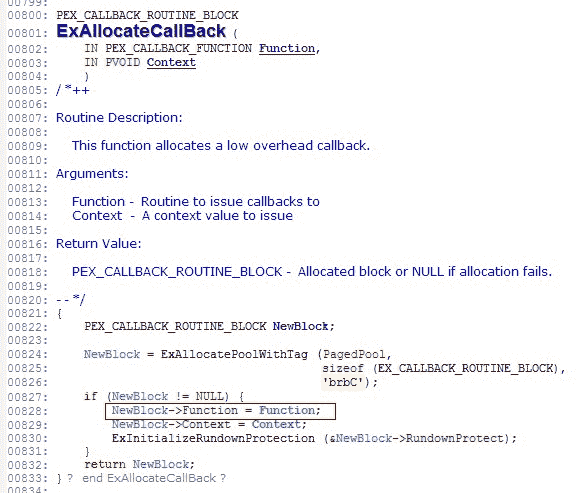 00799:
00800: PEX_CALLBACK_ROUTINE_BLOCK
00801: ExAllocateCallBack (
00802:     IN PEX_CALLBACK_FUNCTION Function,
00803:     IN PVOID Context
00804:     )
00805: / *++
00806:
00807: Routine Description:
00808:
00809:     This function allocates a low overhead callback.
00810:
00811: Arguments:
00812:
00813:     Function - Routine to issue callbacks to
00814:     Context - A context value to issue
00815:
00816: Return Value:
00817:
00818:     PEX_CALLBACK_ROUTINE_BLOCK - Allocated block or NULL if allocation fails.
00819:
00820: -- */
00821: {
00822:     PEX_CALLBACK_ROUTINE_BLOCK NewBlock;
00823:
00824:     NewBlock = ExAllocatePoolWithTag (PagedPool,
00825:                                       sizeof (EX_CALLBACK_ROUTINE_BLOCK),
00826:                                       'brbC');
00827:     if (NewBlock != NULL) {
00828:         NewBlock->Function = Function;
00829:         NewBlock->Context = Context;
00830:         ExInitializeRundownProtection (&NewBlock->RundownProtect);
00831:     }
00832:     return NewBlock;
00833: } ? end ExAllocateCallBack ?
00834: